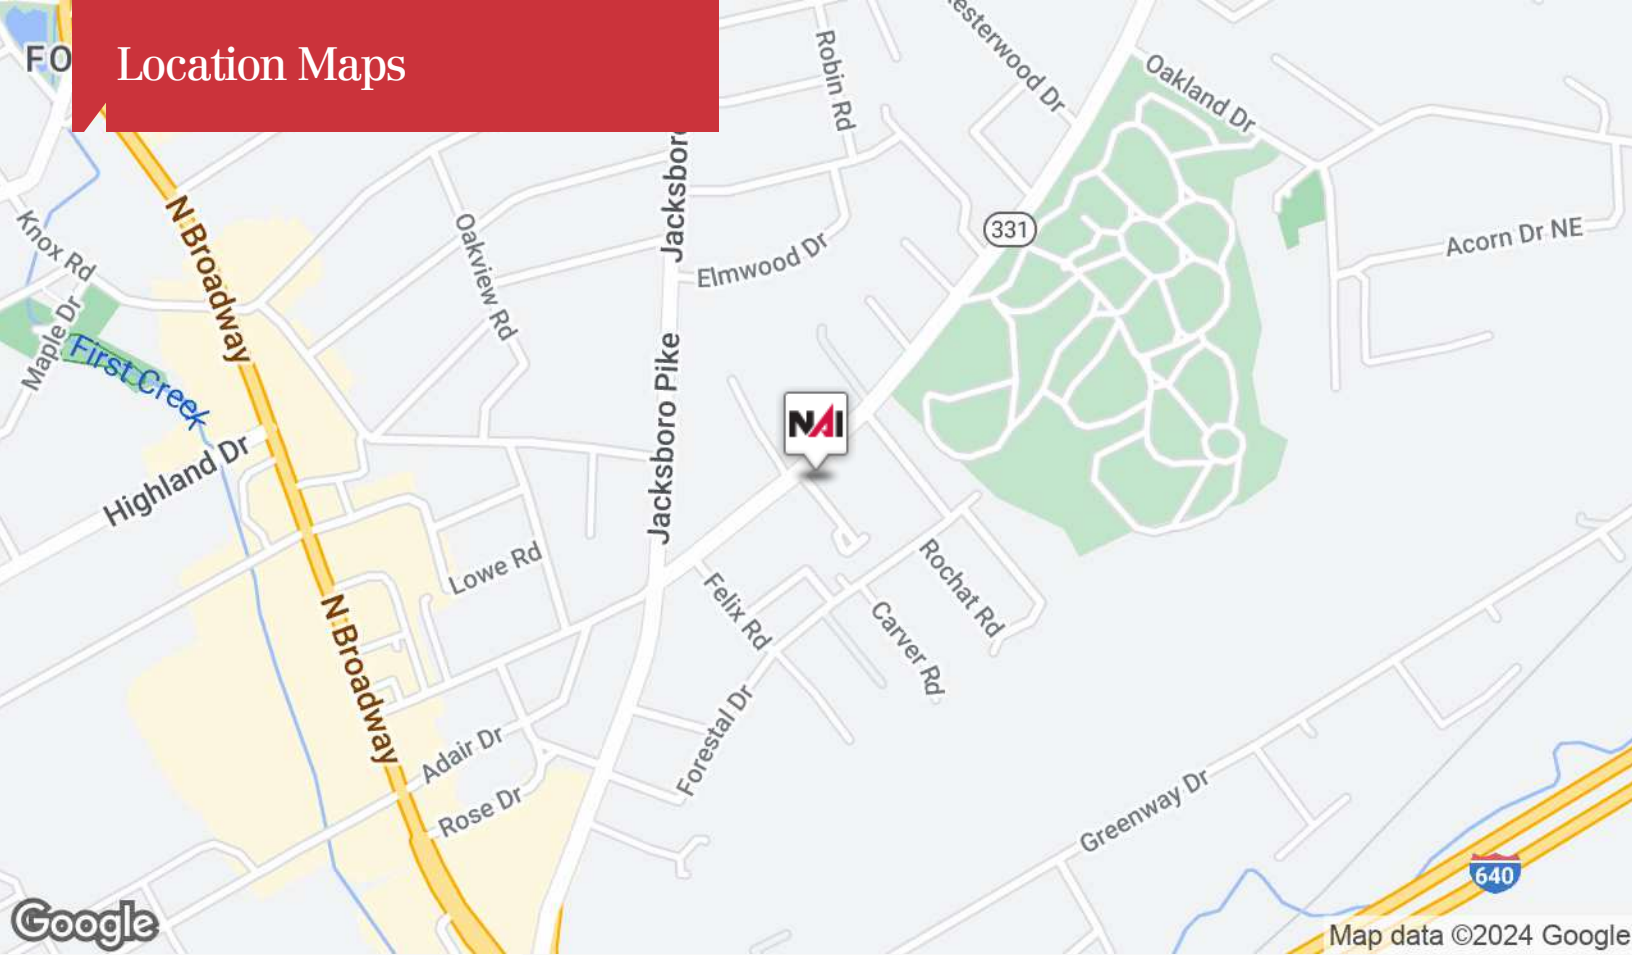 Location Maps
FO
Robin Rd
esterwood Dr
Oakland Dr
Jacksboro
331
Acorn Dr NE
Knox Rd
N Broadway
Oakview Rd
Elmwood Dr
Maple Dr
First Creek
Jacksboro Pike
NAI
Highland Dr
Lowe Rd
Felix Rd
Rochat Rd
Carver Rd
N Broadway
Forestal Dr
Adair Dr
Rose Dr
Greenway Dr
640
Google
Map data ©2024 Google